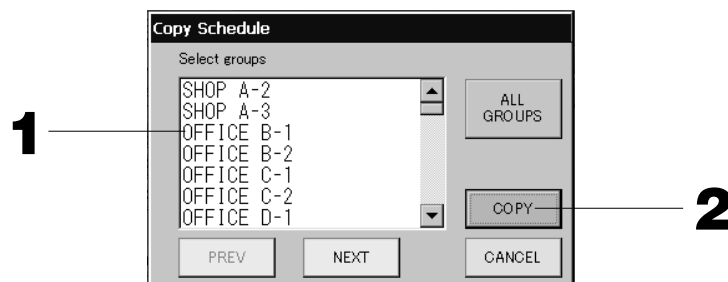 Copy Schedule
Select groups
SHOP A-2
SHOP A-3
OFFICE B-1
OFFICE B-2
OFFICE C-1
OFFICE C-2
OFFICE D-1
ALL
GROUPS
COPY
PREV
NEXT
CANCEL
1
2